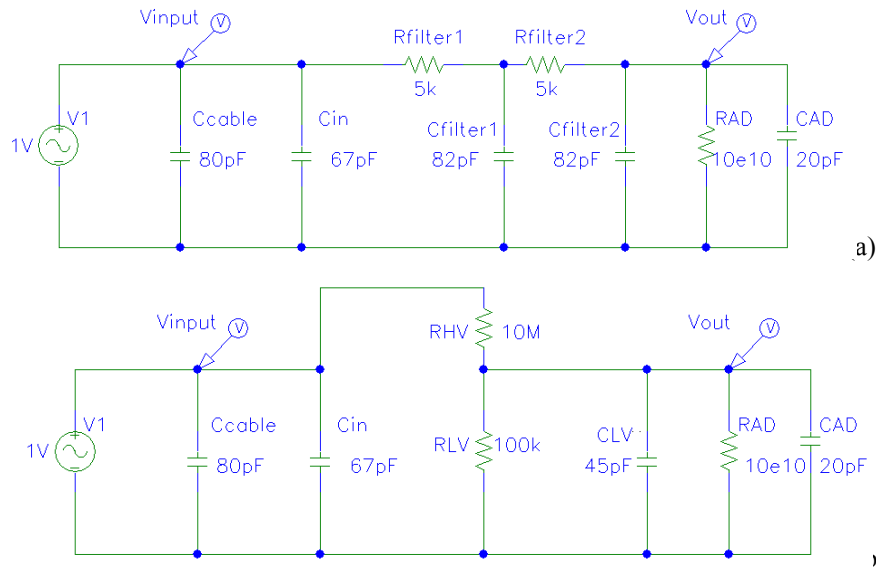 Vinput V
Rfilter1 Rfilter2
Vout V
5k 5k
V1
1V
Ccable
80pF
Cin
67pF
Cfilter1
82pF
Cfilter2
82pF
RAD
10e10
CAD
20pF
a)
Vinput V
RHV 10M
Vout V
V1
1V
Ccable
80pF
Cin
67pF
RLV 100k
CLV
45pF
RAD
10e10
CAD
20pF